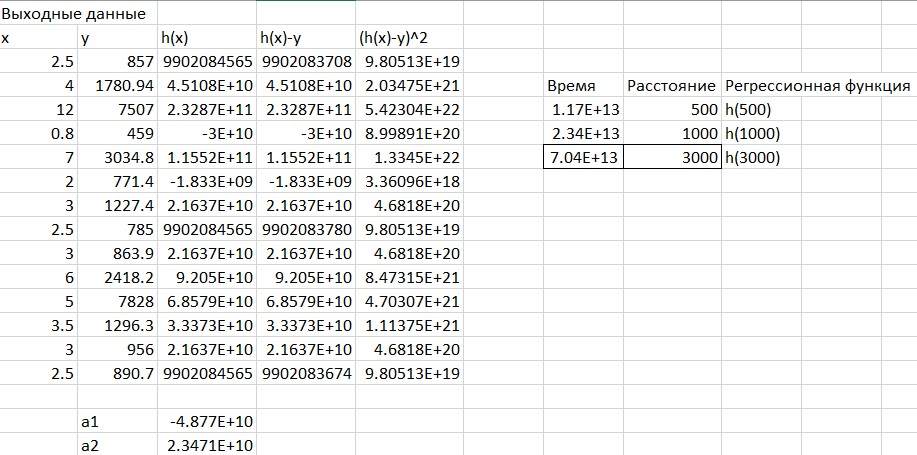 Выходные данные
x y h(x) h(x)-y (h(x)-y)^2
2.5 857 9902084565 9902083708 9.80513E+19
4 1780.94 4.5108E+10 4.5108E+10 2.03475E+21 Время Расстояние Регрессионная функция
12 7507 2.3287E+11 2.3287E+11 5.42304E+22 1.17E+13 500 h(500)
0.8 459 -3E+10 -3E+10 8.99891E+20 2.34E+13 1000 h(1000)
7 3034.8 1.1552E+11 1.1552E+11 1.3345E+22 7.04E+13 3000 h(3000)
2 771.4 -1.833E+09 -1.833E+09 3.36096E+18
3 1227.4 2.1637E+10 2.1637E+10 4.6818E+20
2.5 785 9902084565 9902083780 9.80513E+19
3 863.9 2.1637E+10 2.1637E+10 4.6818E+20
6 2418.2 9.205E+10 9.205E+10 8.47315E+21
5 7828 6.8579E+10 6.8579E+10 4.70307E+21
3.5 1296.3 3.3373E+10 3.3373E+10 1.11375E+21
3 956 2.1637E+10 2.1637E+10 4.6818E+20
2.5 890.7 9902084565 9902083674 9.80513E+19
a1 -4.877E+10
a2 2.3471E+10